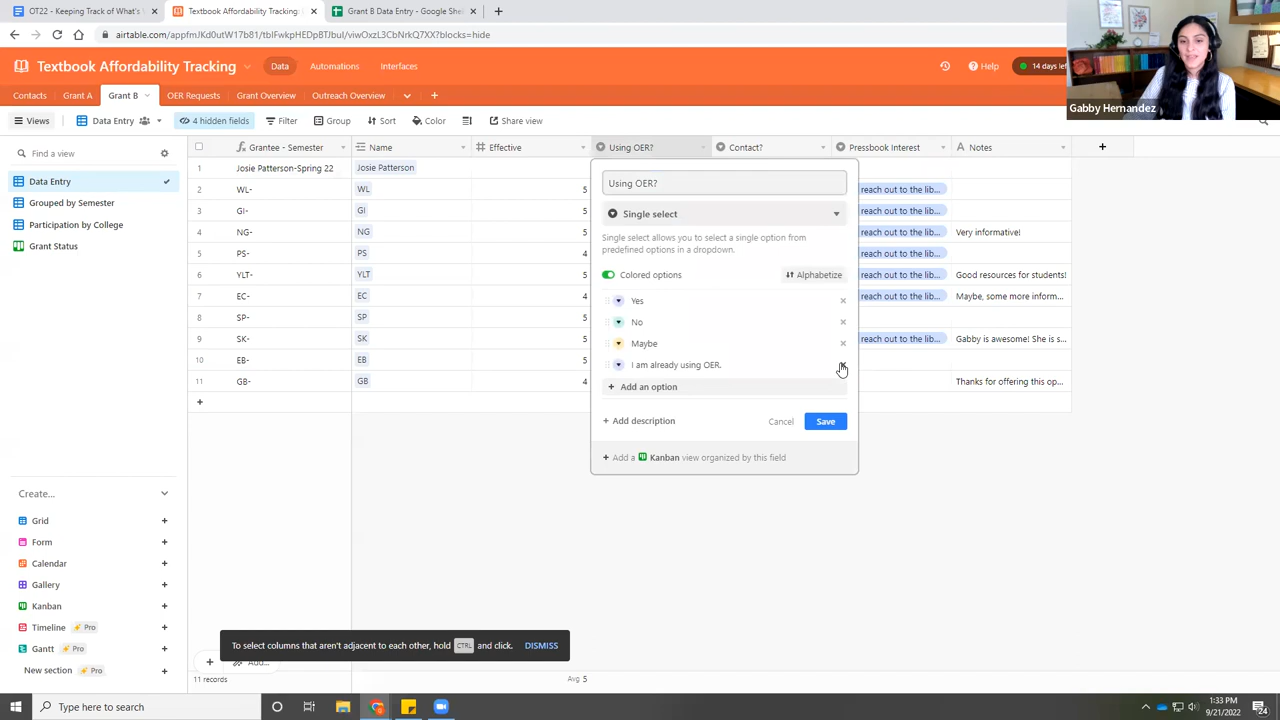 OT22 - Keeping Track of What's
Textbook Affordability Tracking:
Grant B Data Entry - Google She
airtable.com/appfmJKd0utW17b81/tblFwkpHEDpBTJbuI/viwOxzL3CbNrKQ7XX?blocks=hide
Textbook Affordability Tracking
Data
Automations
Interfaces
Help
14 days lef
Gabby Hernandez
Contacts
Grant A
Grant B
OER Requests
Grant Overview
Outreach Overview
Views
Data Entry
4 hidden fields
Filter
Group
Sort
Color
Share view
Find a view
Data Entry
Grouped by Semester
Participation by College
Grant Status
Create...
Grid
Form
Calendar
Gallery
Kanban
Timeline Pro
Gantt Pro
New section Pro
Grantee - Semester
Name
Effective
Using OER?
Contact?
Pressbook Interest
Notes
1 Josie Patterson-Spring 22 Josie Patterson
2 WL- WL 5 reach out to the lib...
3 GI- GI 5 reach out to the lib...
4 NG- NG 5 reach out to the lib... Very informative!
5 PS- PS 4 reach out to the lib...
6 YLT- YLT 5 reach out to the lib... Good resources for students!
7 EC- EC 4 reach out to the lib... Maybe, some more inform...
8 SP- SP 5
9 SK- SK 5 reach out to the lib... Gabby is awesome! She is s...
10 EB- EB 5
11 GB- GB 4 Thanks for offering this op...
Using OER?
Single select
Single select allows you to select a single option from
predefined options in a dropdown.
Colored options
Alphabetize
Yes
No
Maybe
I am already using OER.
Add an option
Add description
Cancel
Save
Add a Kanban view organized by this field
To select columns that aren't adjacent to each other, hold CTRL and click. DISMISS
Add...
11 records
Avg 5
Type here to search
1:33 PM
9/21/2022
24